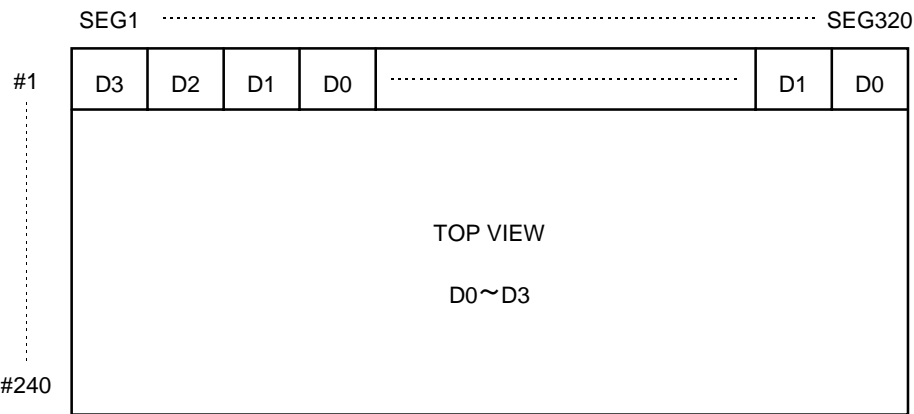 SEG1 SEG320
#1 D3 D2 D1 D0 D1 D0
TOP VIEW
D0～D3
#240